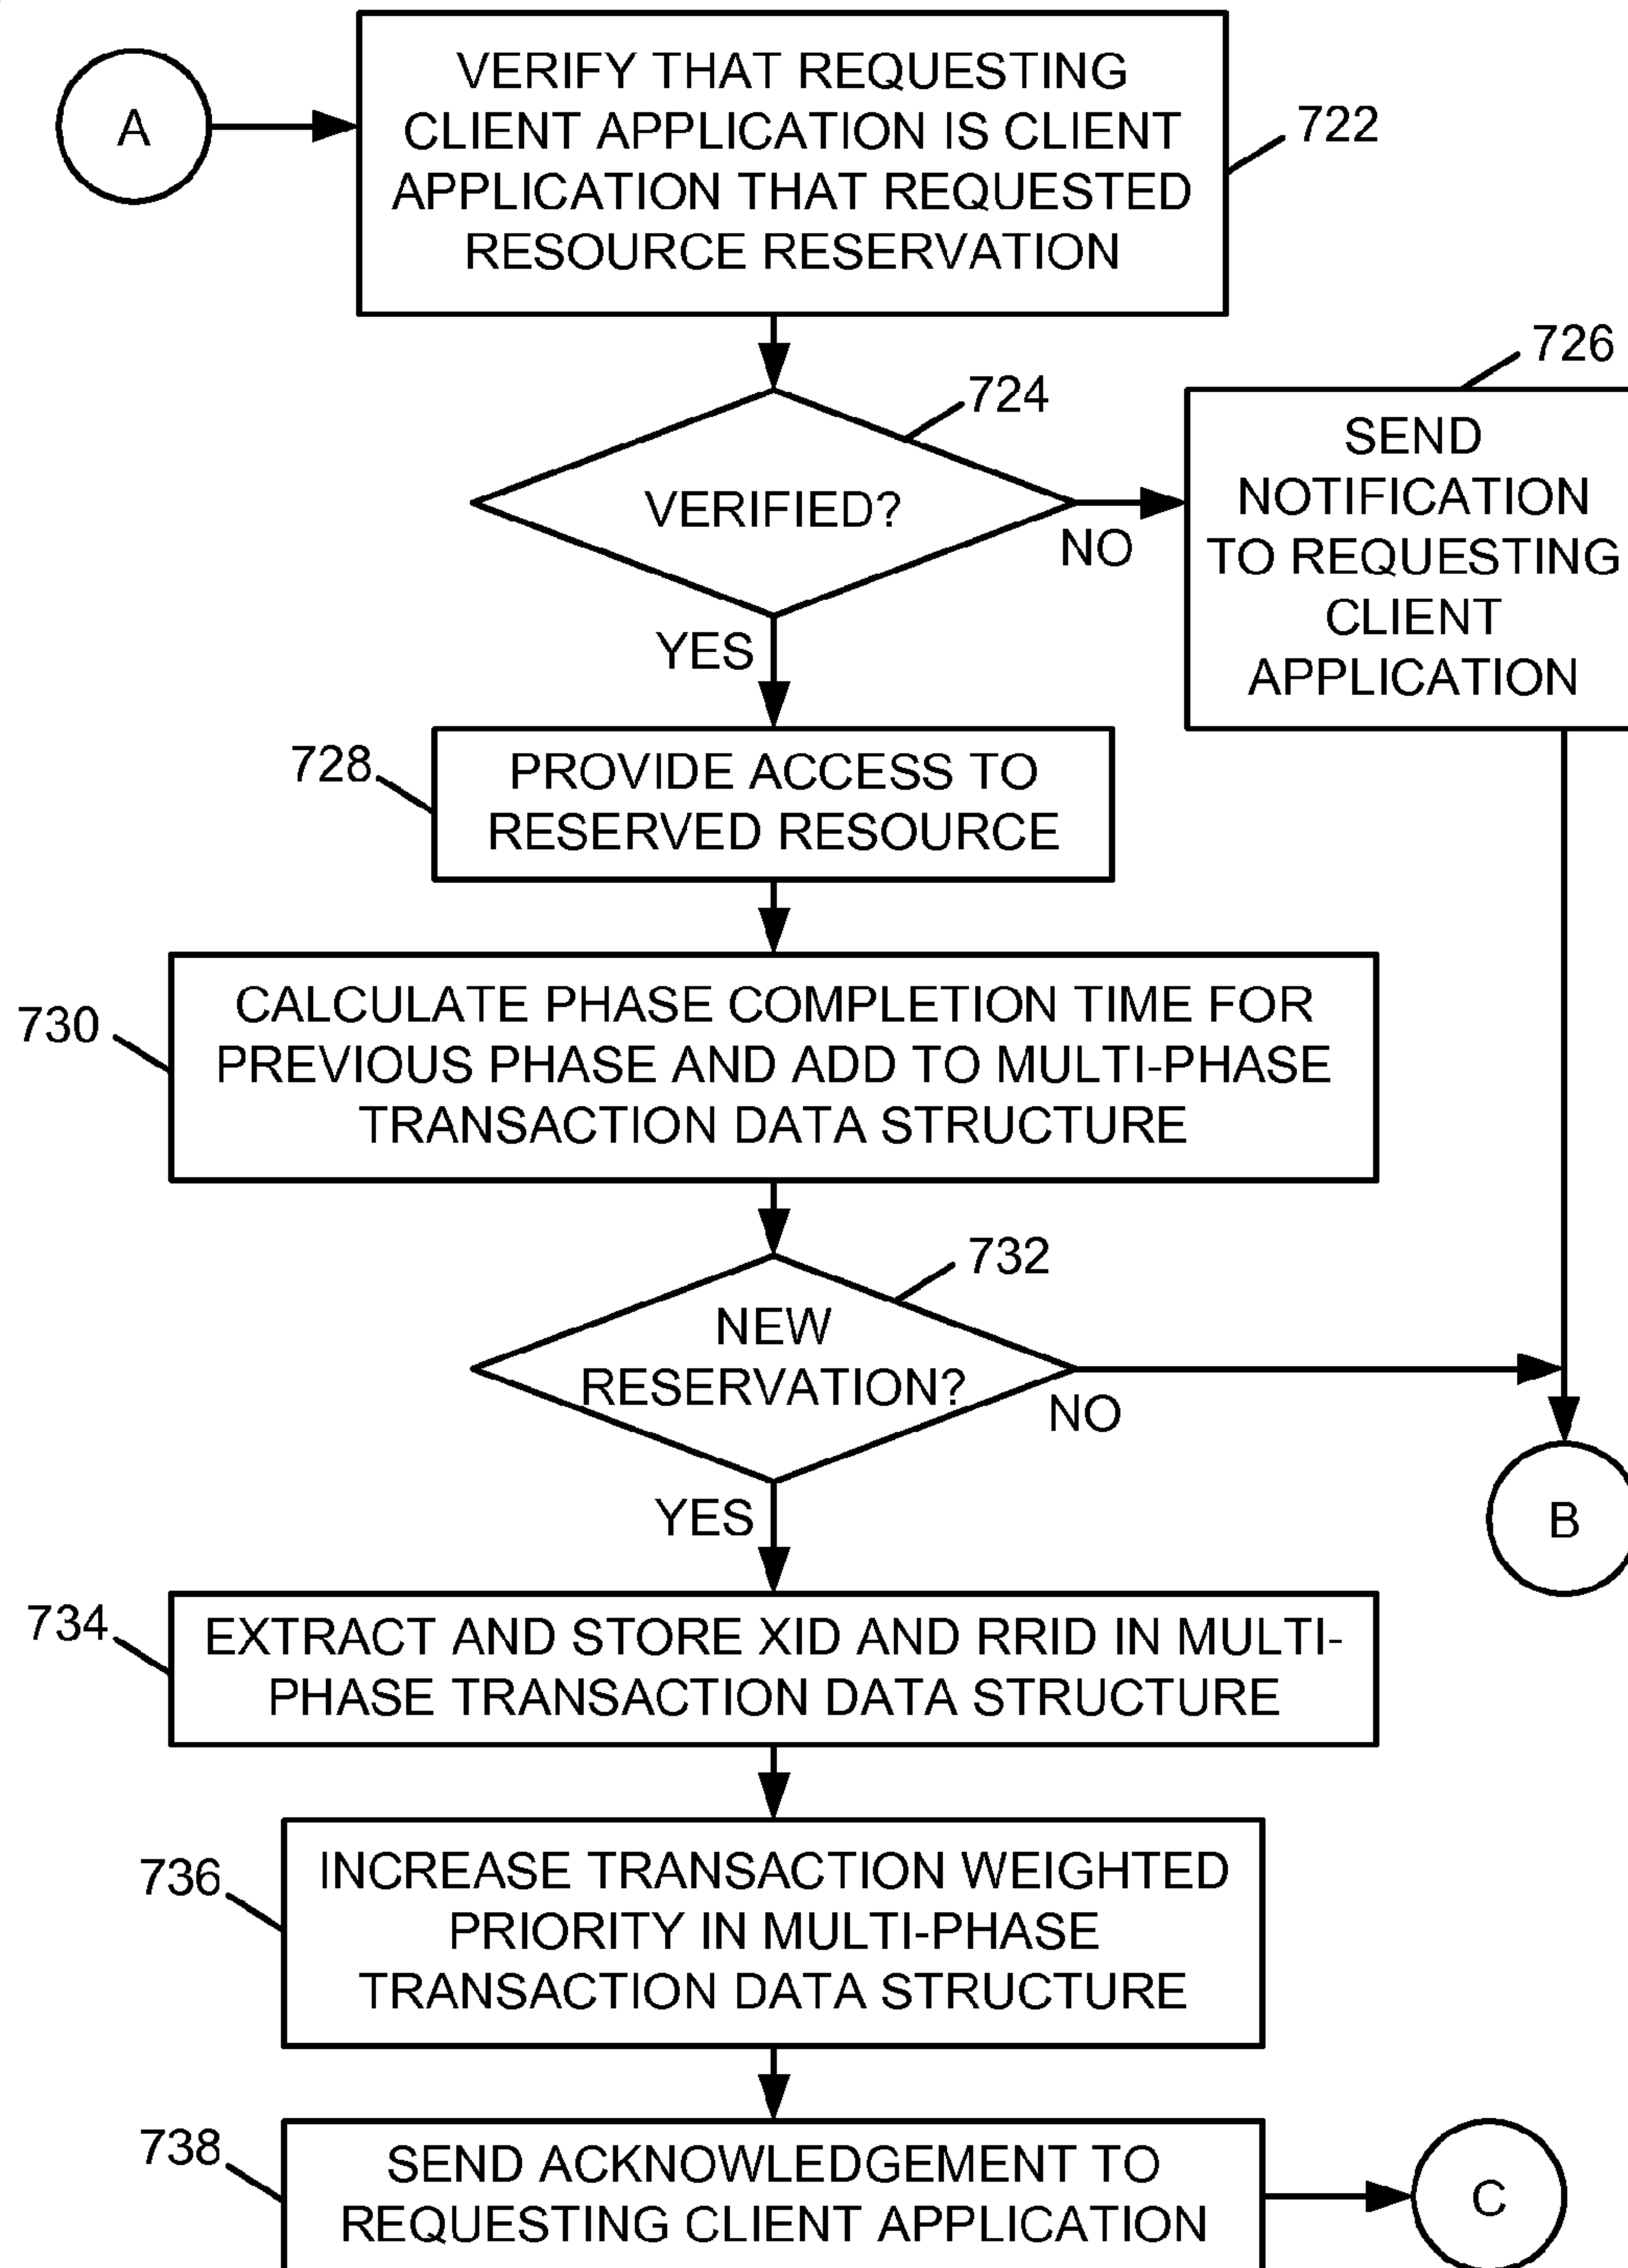 A
VERIFY THAT REQUESTING
CLIENT APPLICATION IS CLIENT
APPLICATION THAT REQUESTED
RESOURCE RESERVATION
722
724
VERIFIED?
NO
YES
726
SEND
NOTIFICATION
TO REQUESTING
CLIENT
APPLICATION
728
PROVIDE ACCESS TO
RESERVED RESOURCE
730
CALCULATE PHASE COMPLETION TIME FOR
PREVIOUS PHASE AND ADD TO MULTI-PHASE
TRANSACTION DATA STRUCTURE
732
NEW
RESERVATION?
NO
YES
B
734
EXTRACT AND STORE XID AND RRID IN MULTI-
PHASE TRANSACTION DATA STRUCTURE
736
INCREASE TRANSACTION WEIGHTED
PRIORITY IN MULTI-PHASE
TRANSACTION DATA STRUCTURE
738
SEND ACKNOWLEDGEMENT TO
REQUESTING CLIENT APPLICATION
C